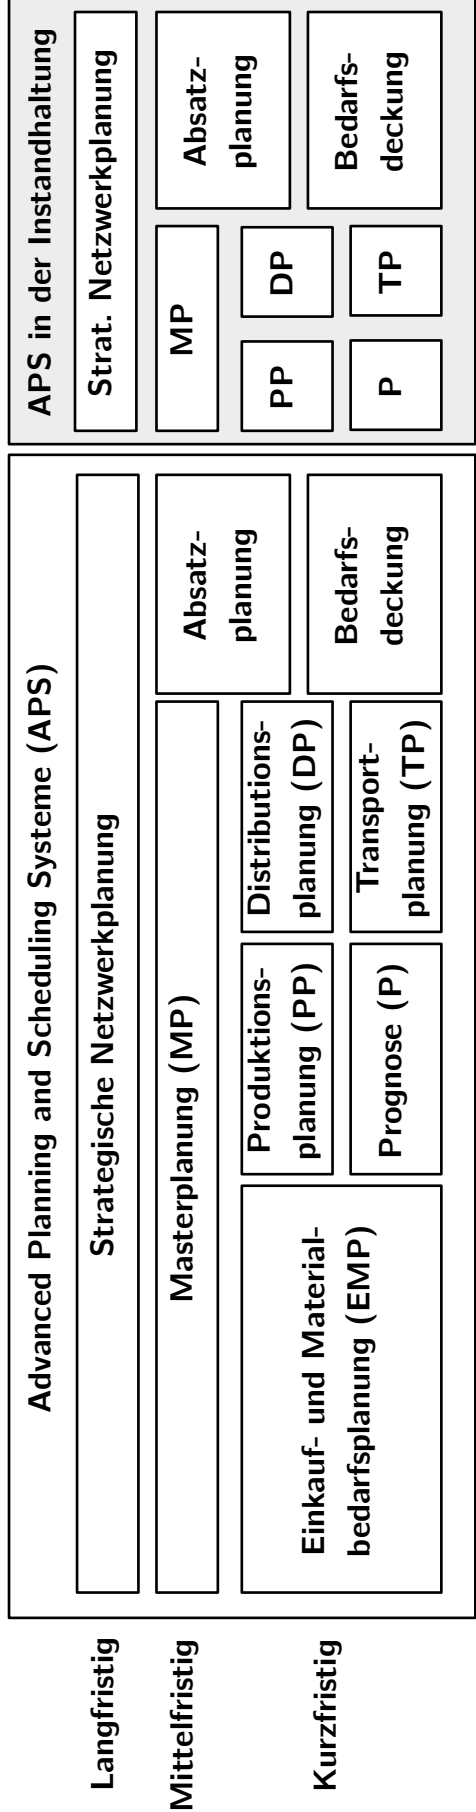 Advanced Planning and Scheduling Systeme (APS)
APS in der Instandhaltung
Langfristig
Strategische Netzwerkplanung
Strat. Netzwerkplanung
Mittelfristig
Masterplanung (MP)
Absatz-
planung
MP
Absatz-
planung
Kurzfristig
Einkauf- und Material-
bedarfsplanung (EMP)
Produktions-
planung (PP)
Distributions-
planung (DP)
PP
DP
Prognose (P)
Transport-
planung (TP)
Bedarfs-
deckung
P
TP
Bedarfs-
deckung